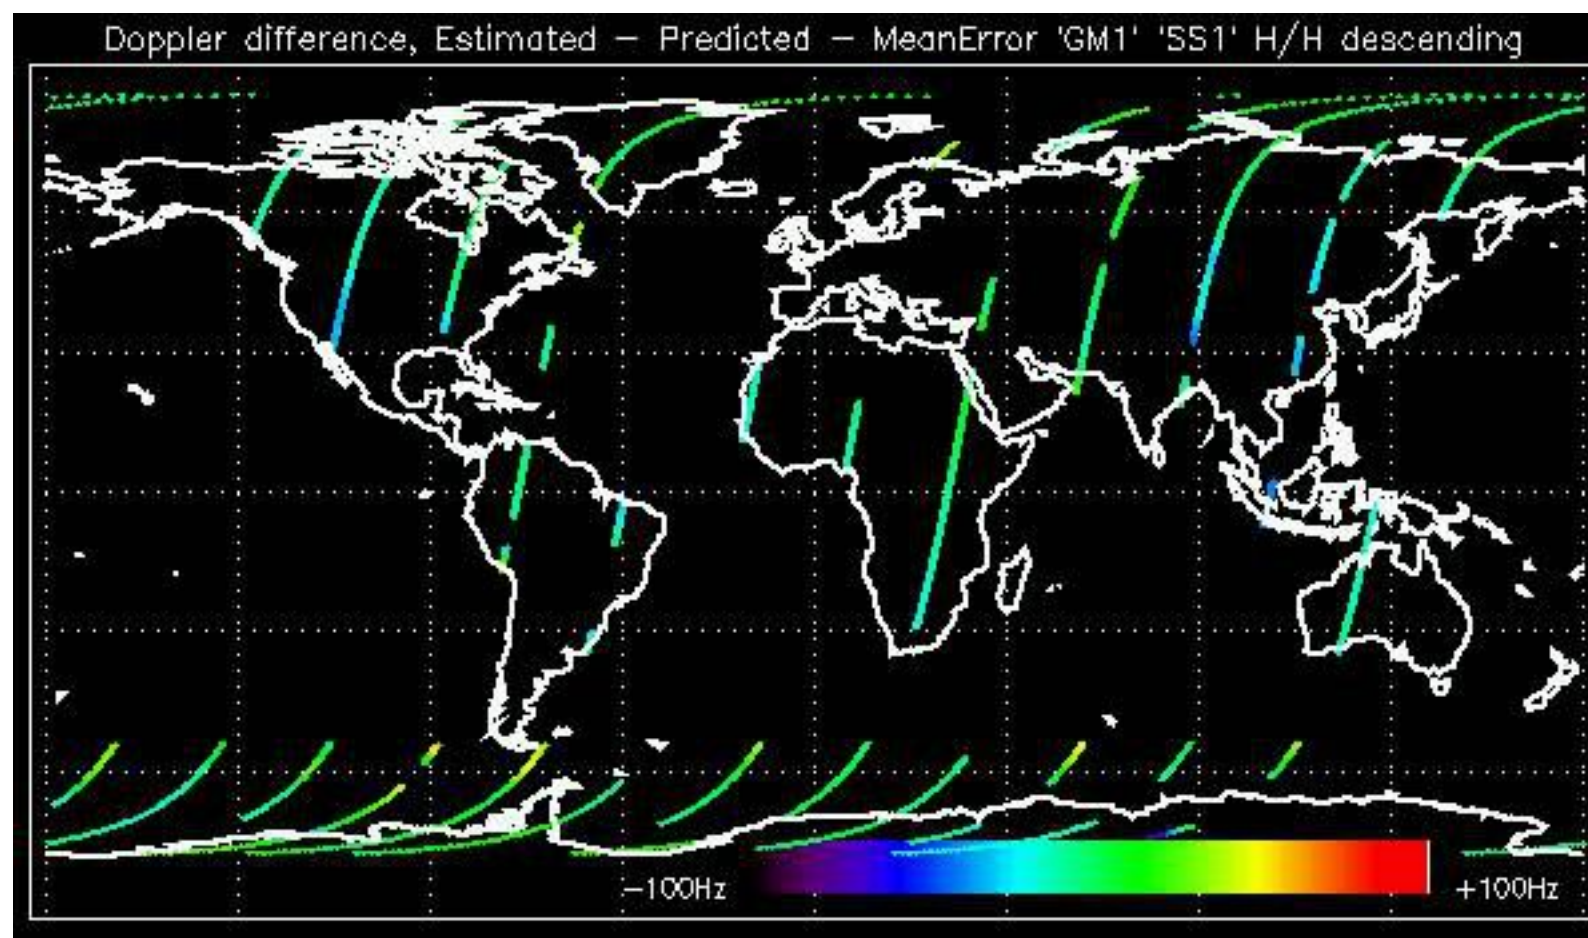 Doppler difference, Estimated – Predicted – MeanError 'GM1' 'SS1' H/H descending
–100Hz
+100Hz